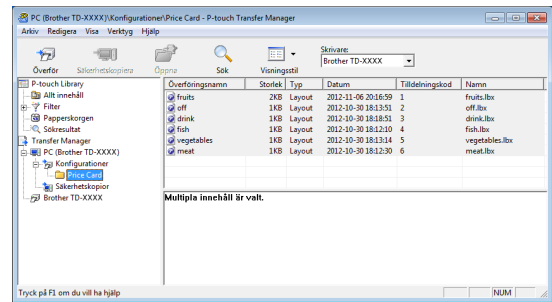 PC (Brother TD-XXXX)\Konfigurationer\Price Card - P-touch Transfer Manager
Arkiv Redigera Visa Verktyg Hjälp
Överför Säkerhetskopiera Öppna Sök Visningsstil
Skrivare:
Brother TD-XXXX
P-touch Library
Allt innehåll
Filter
Papperskorgen
Sökresultat
Transfer Manager
PC (Brother TD-XXXX)
Konfigurationer
Price Card
Säkerhetskopior
Brother TD-XXXX
Överföringsnamn Storlek Typ Datum Tilldelningskod Namn
fruits 2KB Layout 2012-11-06 20:16:59 1 fruits.lbx
off 1KB Layout 2012-10-30 18:13:51 2 off.lbx
drink 1KB Layout 2012-10-30 18:18:51 3 drink.lbx
fish 1KB Layout 2012-10-30 18:12:10 4 fish.lbx
vegetables 1KB Layout 2012-10-30 18:13:14 5 vegetables.lbx
meat 1KB Layout 2012-10-30 18:12:30 6 meat.lbx
Multipla innehåll är valt.
Tryck på F1 om du vill ha hjälp
NUM